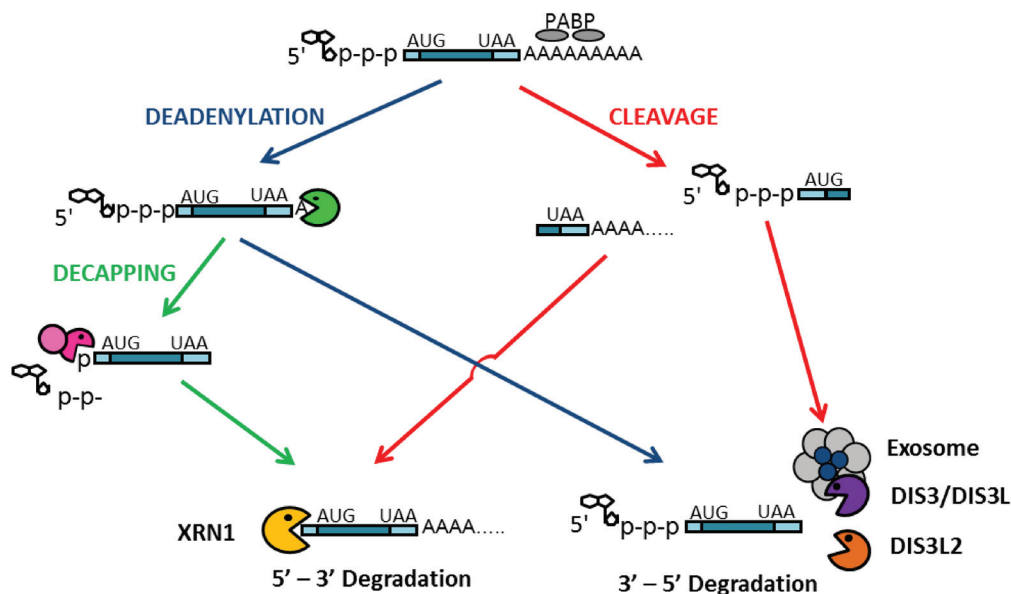 PABP
5' p-p-p AUG UAA AAAAAAAAA
DEADENYLATION
CLEAVAGE
5' p-p-p AUG UAA A
5' p-p-p AUG
UAA AAAA.....
DECAPPING
p AUG UAA
p-p-
Exosome
DIS3/DIS3L
DIS3L2
XRN1 AUG UAA AAAA.....
5' p-p-p AUG UAA
5’ – 3’ Degradation
3’ – 5’ Degradation